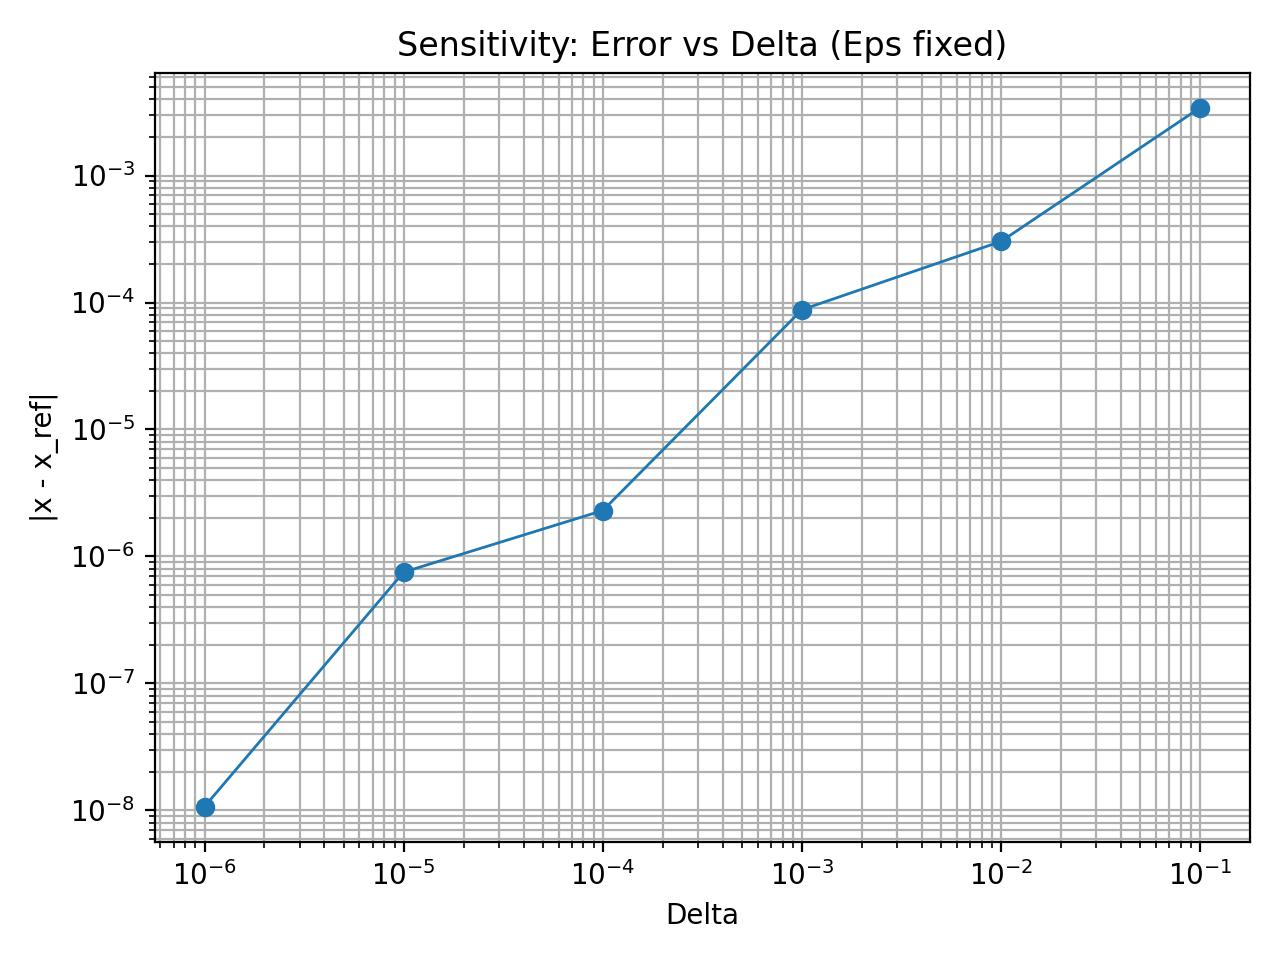 Sensitivity: Error vs Delta (Eps fixed)
|x - x_ref|
10⁻³
10⁻⁴
10⁻⁵
10⁻⁶
10⁻⁷
10⁻⁸
10⁻⁶ 10⁻⁵ 10⁻⁴ 10⁻³ 10⁻² 10⁻¹
Delta